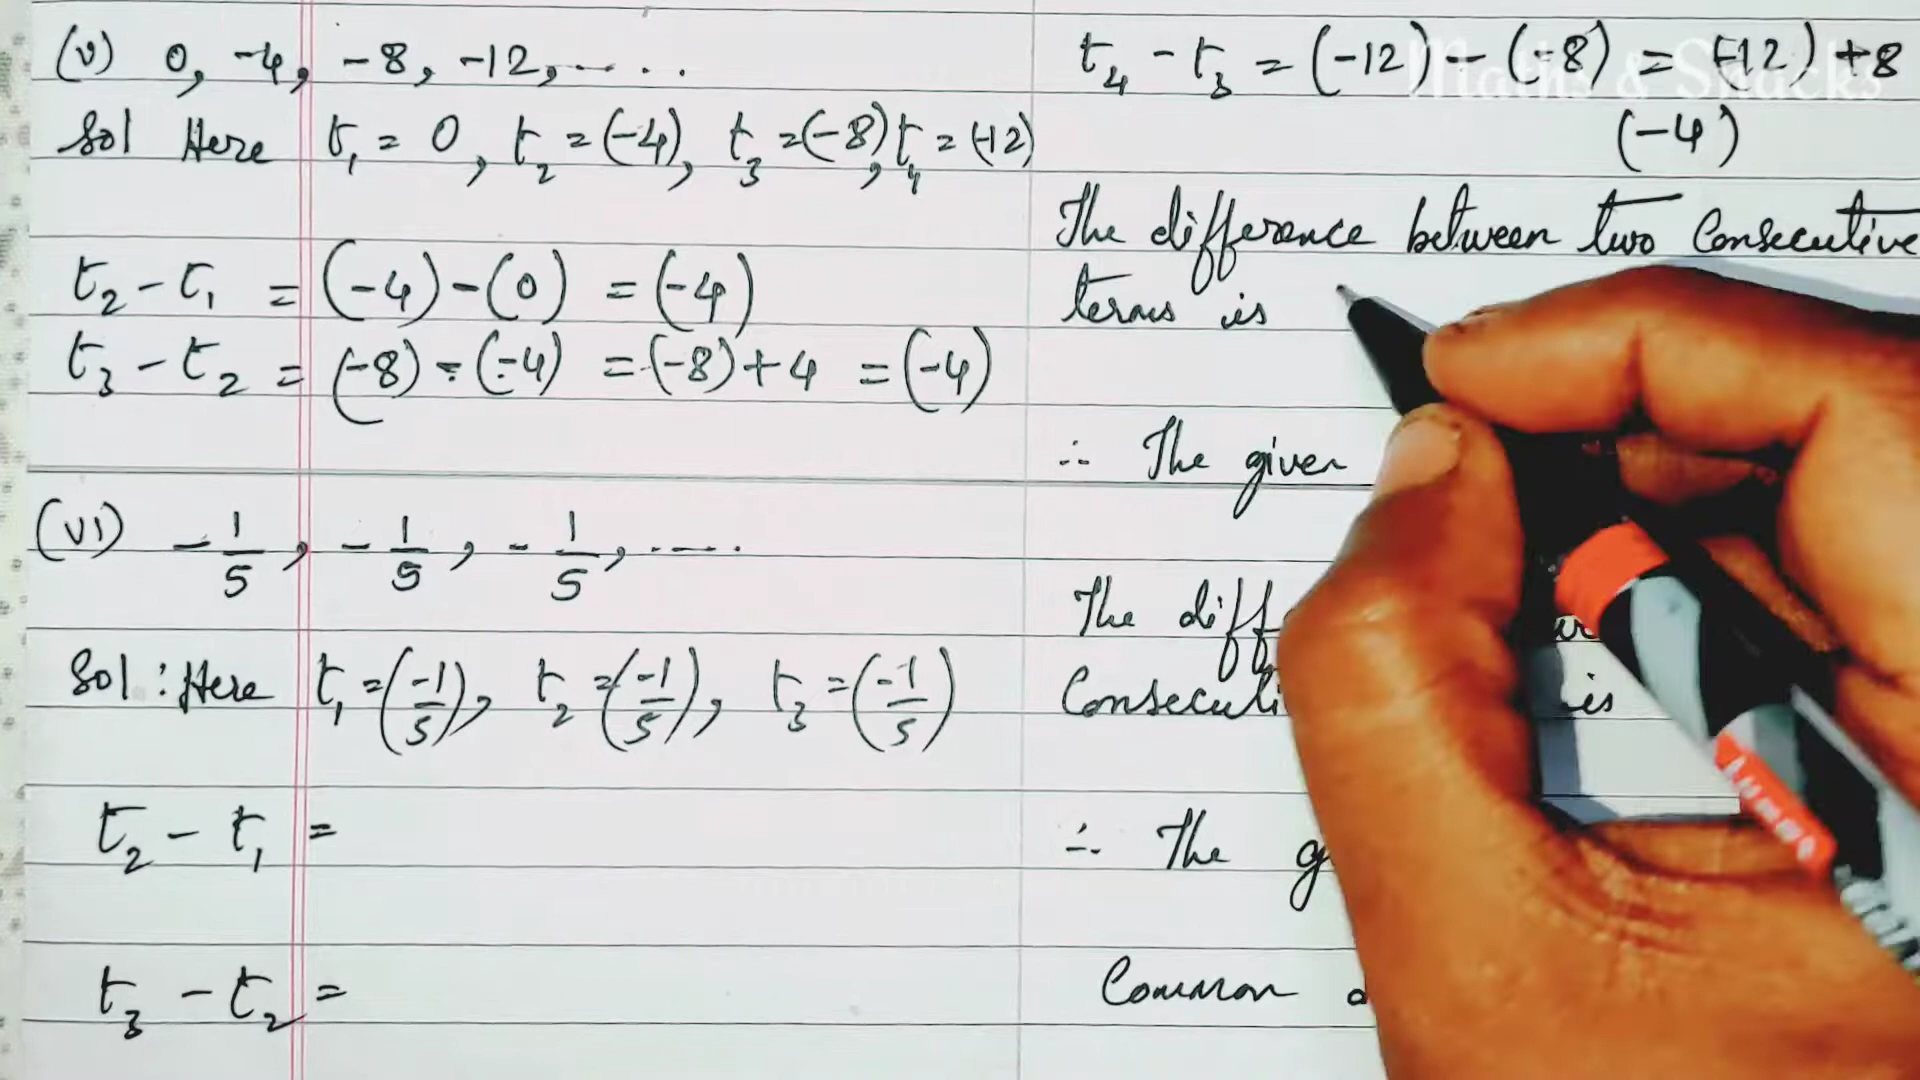 (v) 0, -4, -8, -12, .....
Sol Here t₁ = 0, t₂ = (-4), t₃ = (-8), t₄ = (-12)
t₂ - t₁ = (-4) - (0) = (-4)
t₃ - t₂ = (-8) - (-4) = (-8) + 4 = (-4)
(VI) -1/5, -1/5, -1/5, .....
Sol : Here t₁ = (-1/5), t₂ = (-1/5), t₃ = (-1/5)
t₂ - t₁ =
t₃ - t₂ =
t₄ - t₃ = (-12) - (-8) = (-12) + 8
(-4)
Maths & Snacks
The difference between two Consecutive
terms is
∴ The given
The diff
Consecuti is
∴ The g
Common d